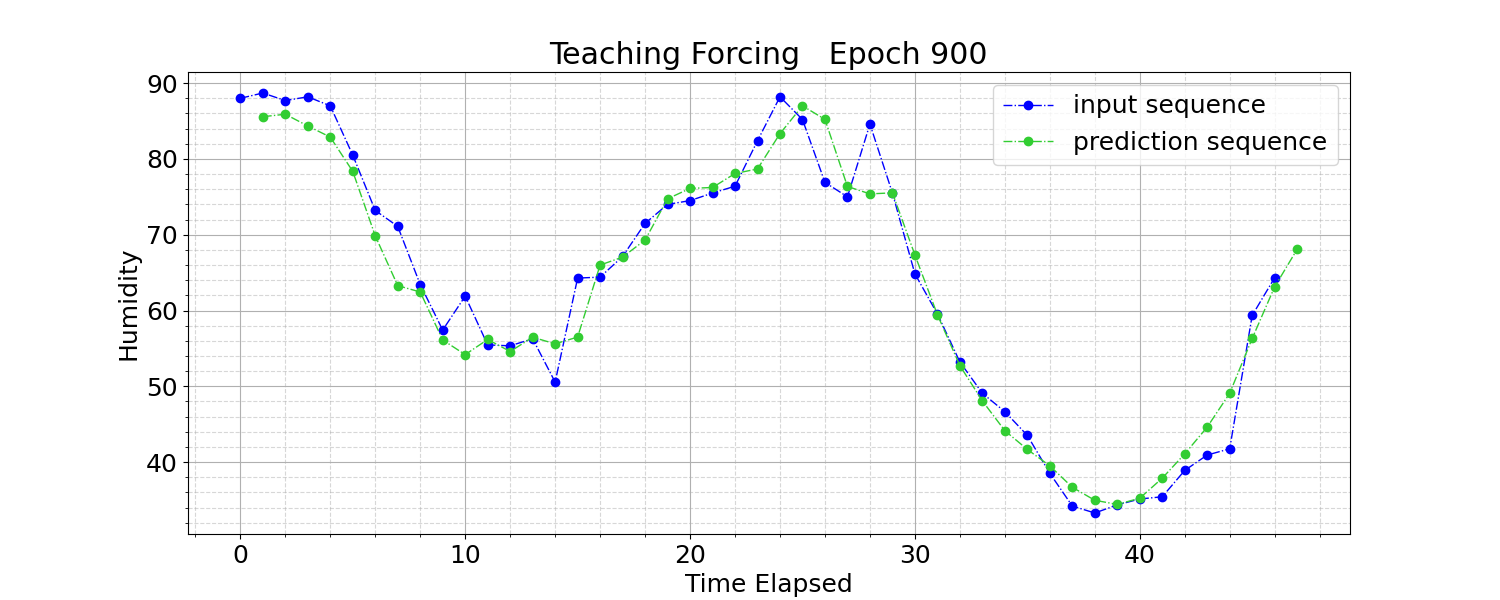 Teaching Forcing   Epoch 900
input sequence
prediction sequence
Humidity
90
80
70
60
50
40
0 10 20 30 40
Time Elapsed